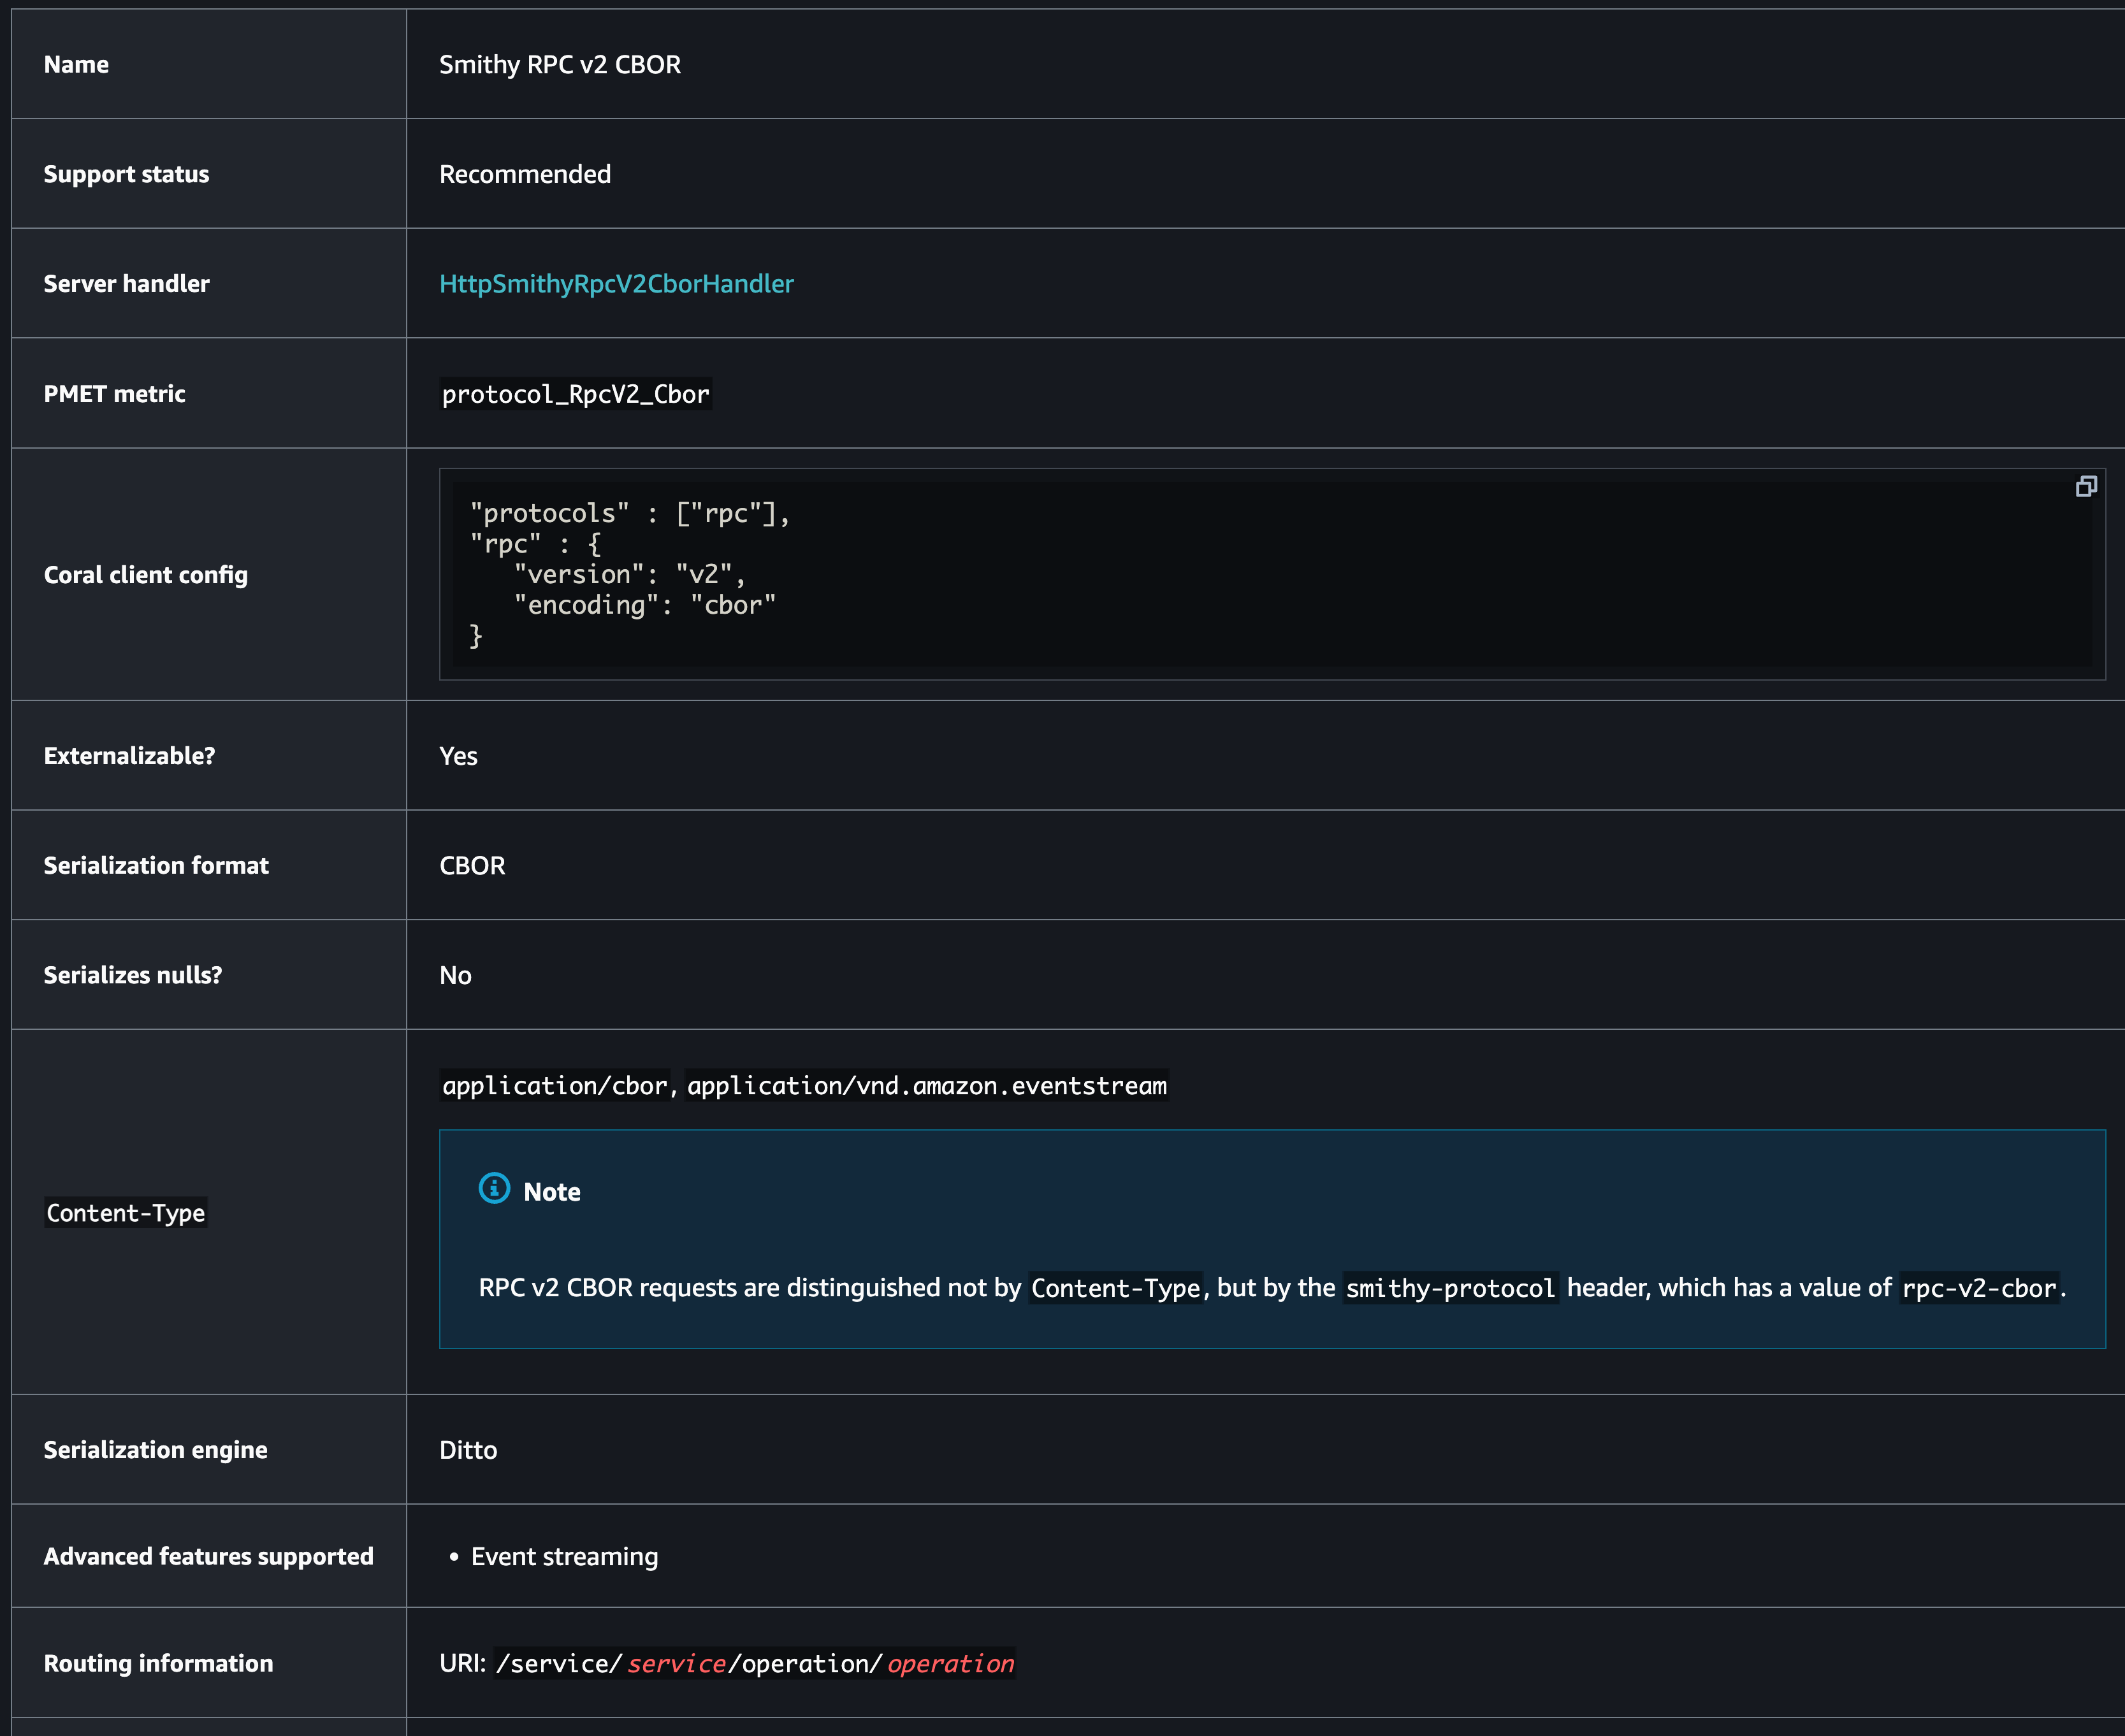 Name
Smithy RPC v2 CBOR
Support status
Recommended
Server handler
HttpSmithyRpcV2CborHandler
PMET metric
protocol_RpcV2_Cbor
Coral client config
"protocols" : ["rpc"],
"rpc" : {
   "version": "v2",
   "encoding": "cbor"
}
Externalizable?
Yes
Serialization format
CBOR
Serializes nulls?
No
Content-Type
application/cbor, application/vnd.amazon.eventstream
Note
RPC v2 CBOR requests are distinguished not by Content-Type, but by the smithy-protocol header, which has a value of rpc-v2-cbor.
Serialization engine
Ditto
Advanced features supported
• Event streaming
Routing information
URI: /service/service/operation/operation